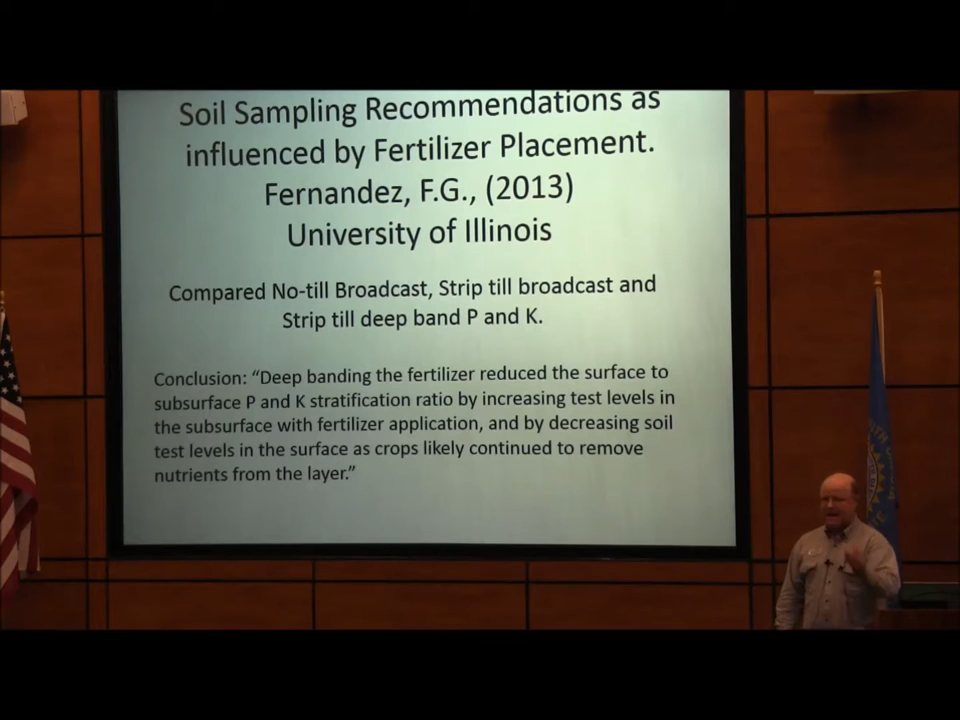 Soil Sampling Recommendations as
influenced by Fertilizer Placement.
Fernandez, F.G., (2013)
University of Illinois
Compared No-till Broadcast, Strip till broadcast and
Strip till deep band P and K.
Conclusion: “Deep banding the fertilizer reduced the surface to
subsurface P and K stratification ratio by increasing test levels in
the subsurface with fertilizer application, and by decreasing soil
test levels in the surface as crops likely continued to remove
nutrients from the layer.”